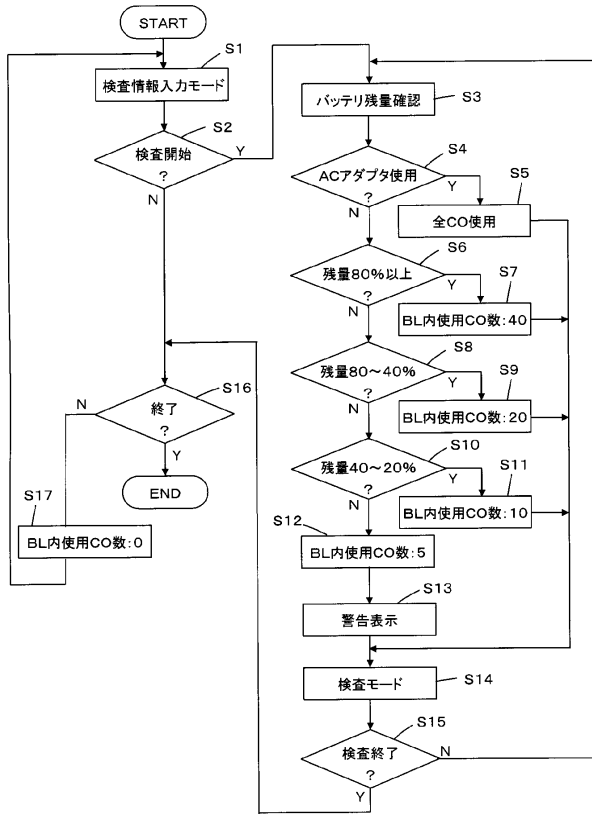 START
S1
検査情報入力モード
S2
検査開始
?
Y
N
S3
バッテリ残量確認
S4
ACアダプタ使用
?
Y
N
S5
全CO使用
S6
残量80%以上
?
Y
N
S7
BL内使用CO数:40
S8
残量80~40%
?
Y
N
S9
BL内使用CO数:20
S10
残量40~20%
?
Y
N
S11
BL内使用CO数:10
S12
BL内使用CO数:5
S13
警告表示
S14
検査モード
S15
検査終了
?
N
Y
S16
終了
?
N
Y
END
S17
BL内使用CO数:0